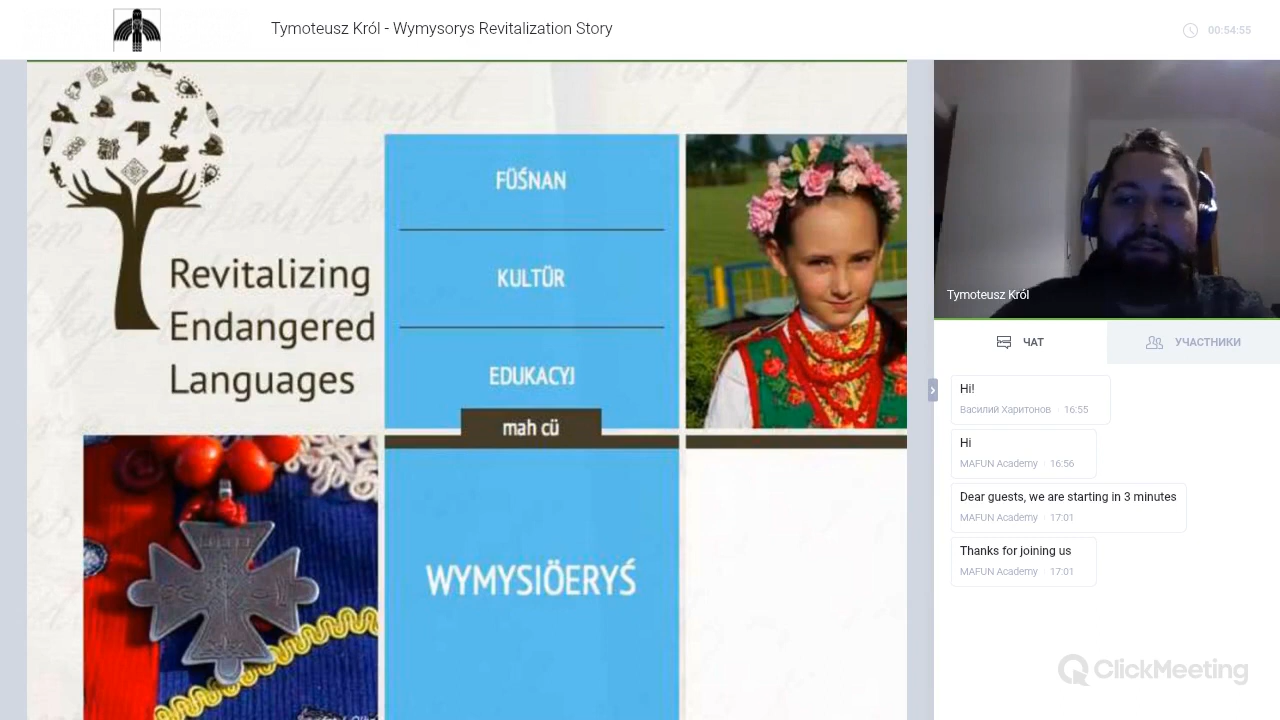 Tymoteusz Król - Wymysorys Revitalization Story
00:54:55
Revitalizing
Endangered
Languages
FÜŚNAN
KULTÜR
EDUKACYJ
mah cü
WYMYSIÖERYŚ
Tymoteusz Król
ЧАТ
УЧАСТНИКИ
Hi!
Василий Харитонов · 16:55
Hi
MAFUN Academy · 16:56
Dear guests, we are starting in 3 minutes
MAFUN Academy · 17:01
Thanks for joining us
MAFUN Academy · 17:01
ClickMeeting